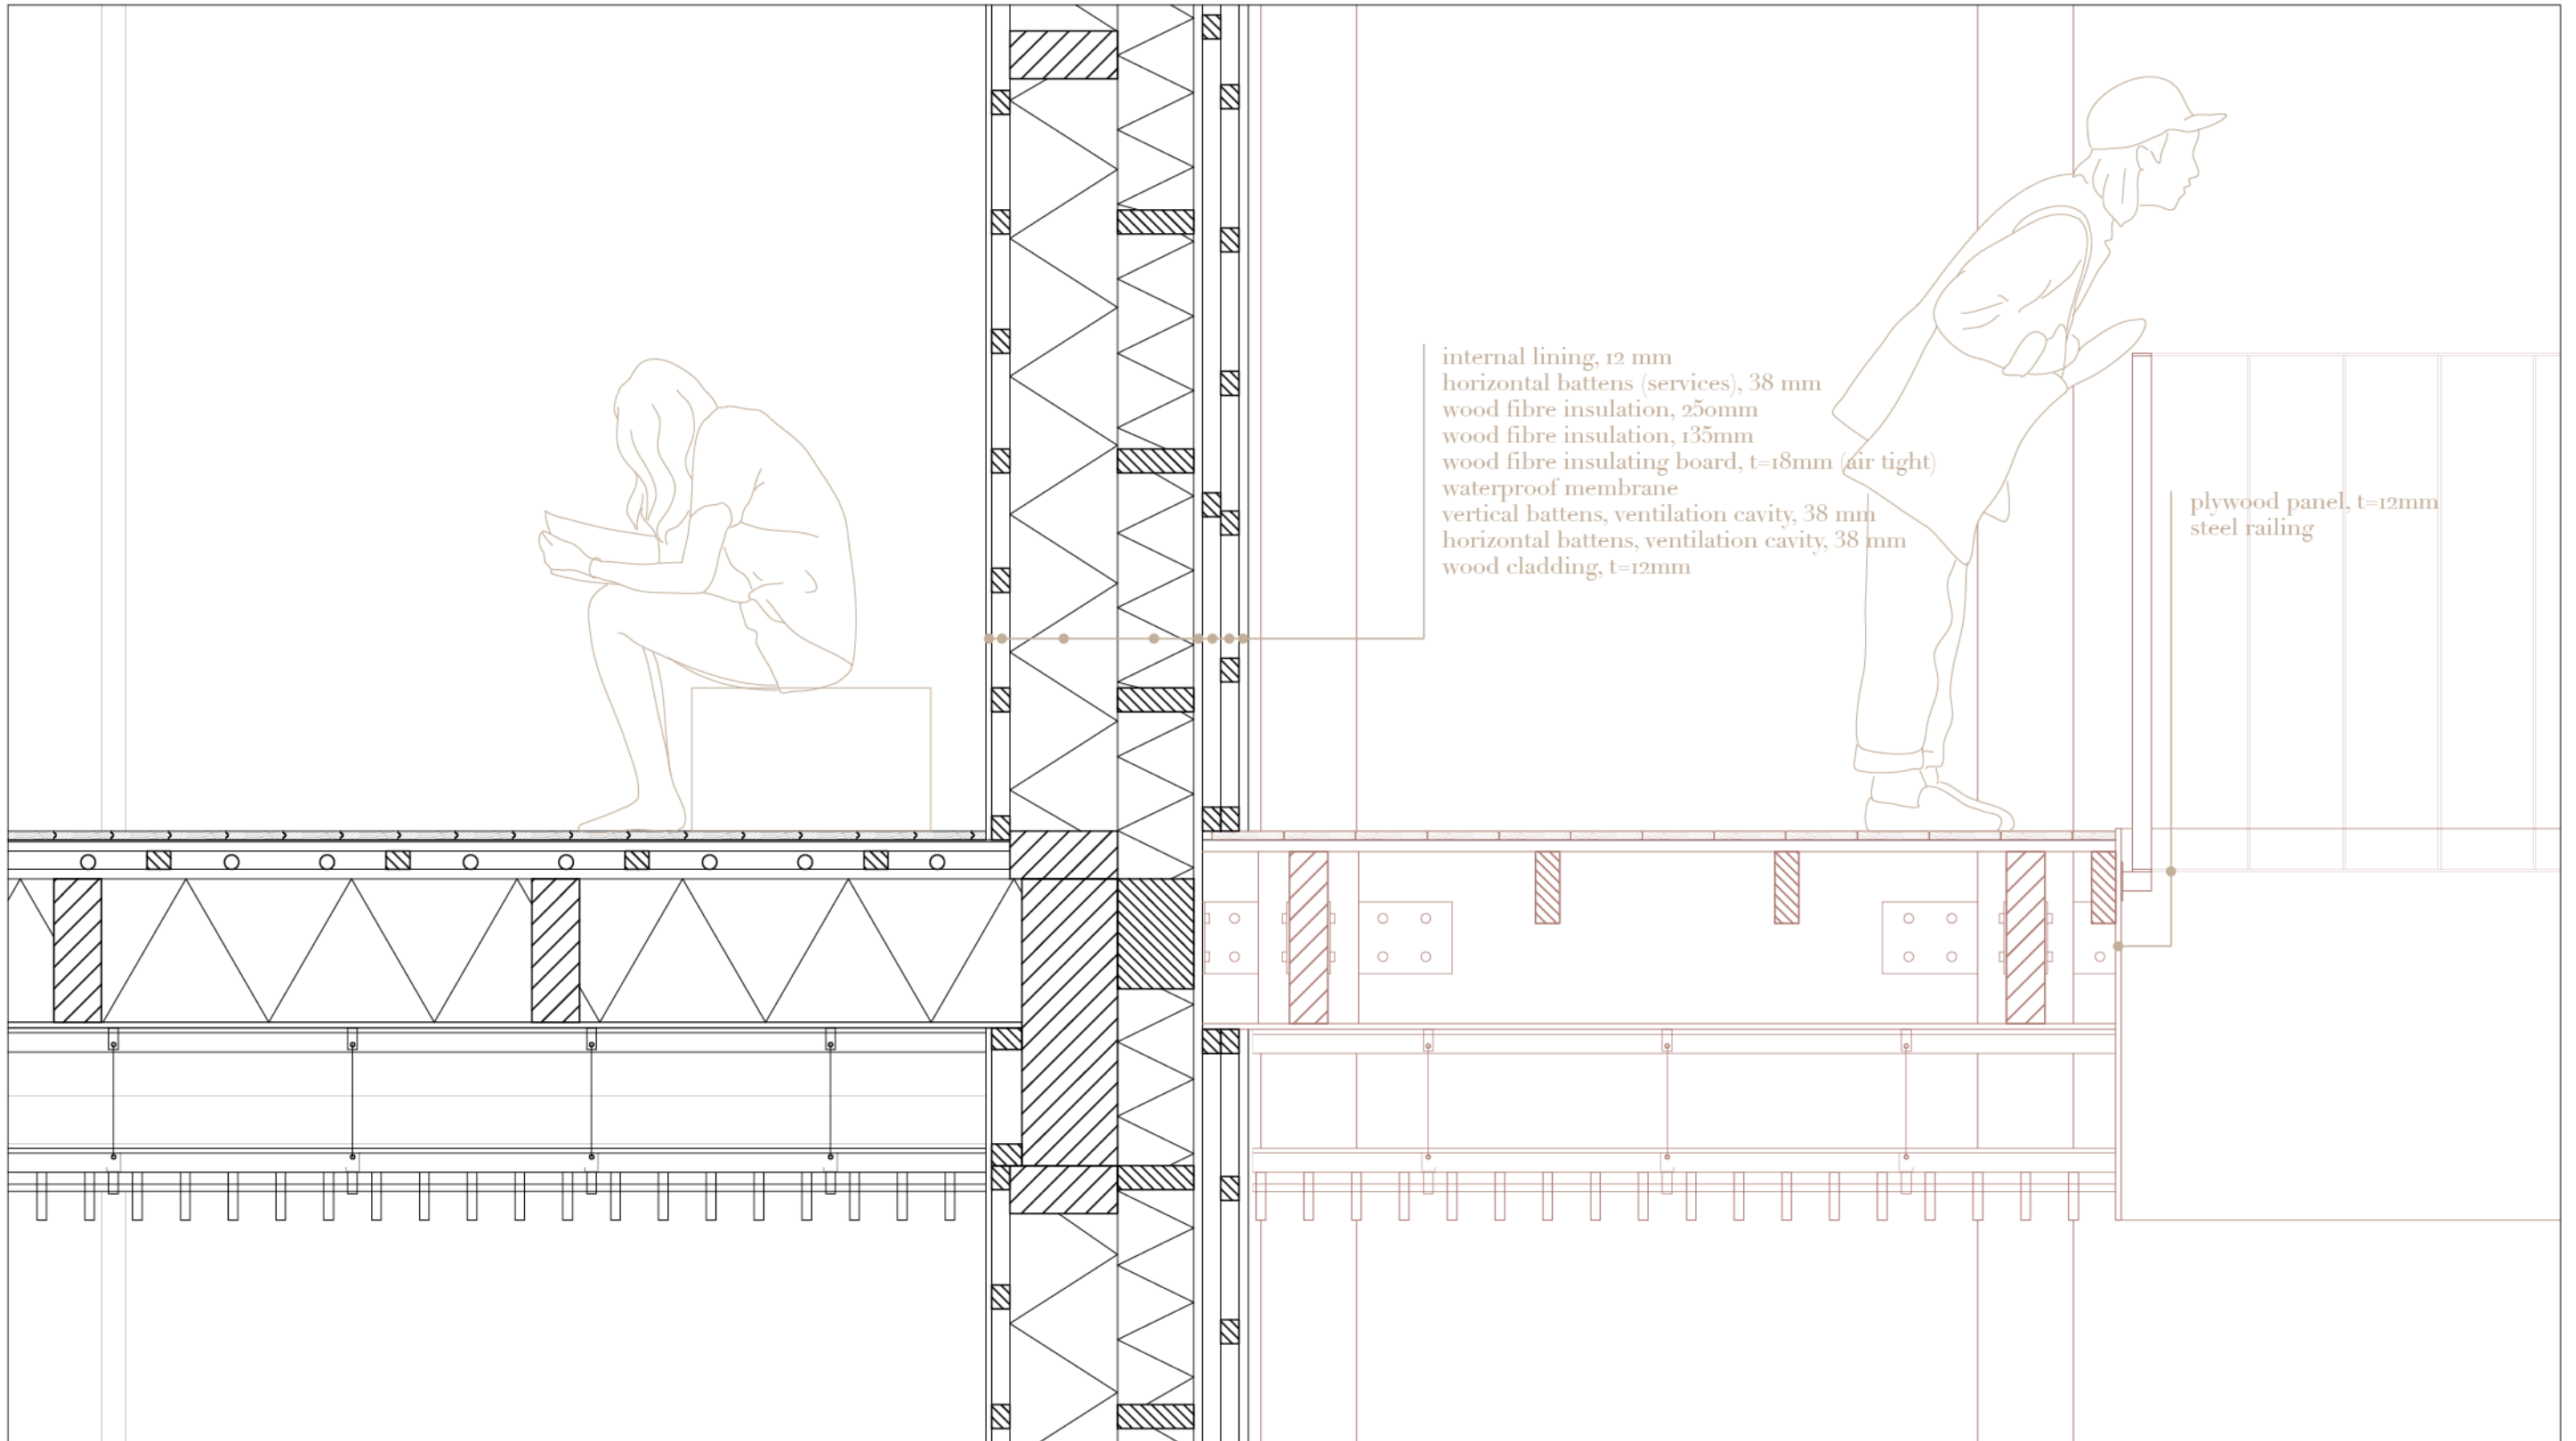 internal lining, 12 mm
horizontal battens (services), 38 mm
wood fibre insulation, 250mm
wood fibre insulation, 135mm
wood fibre insulating board, t=18mm (air tight)
waterproof membrane
vertical battens, ventilation cavity, 38 mm
horizontal battens, ventilation cavity, 38 mm
wood cladding, t=12mm
plywood panel, t=12mm
steel railing